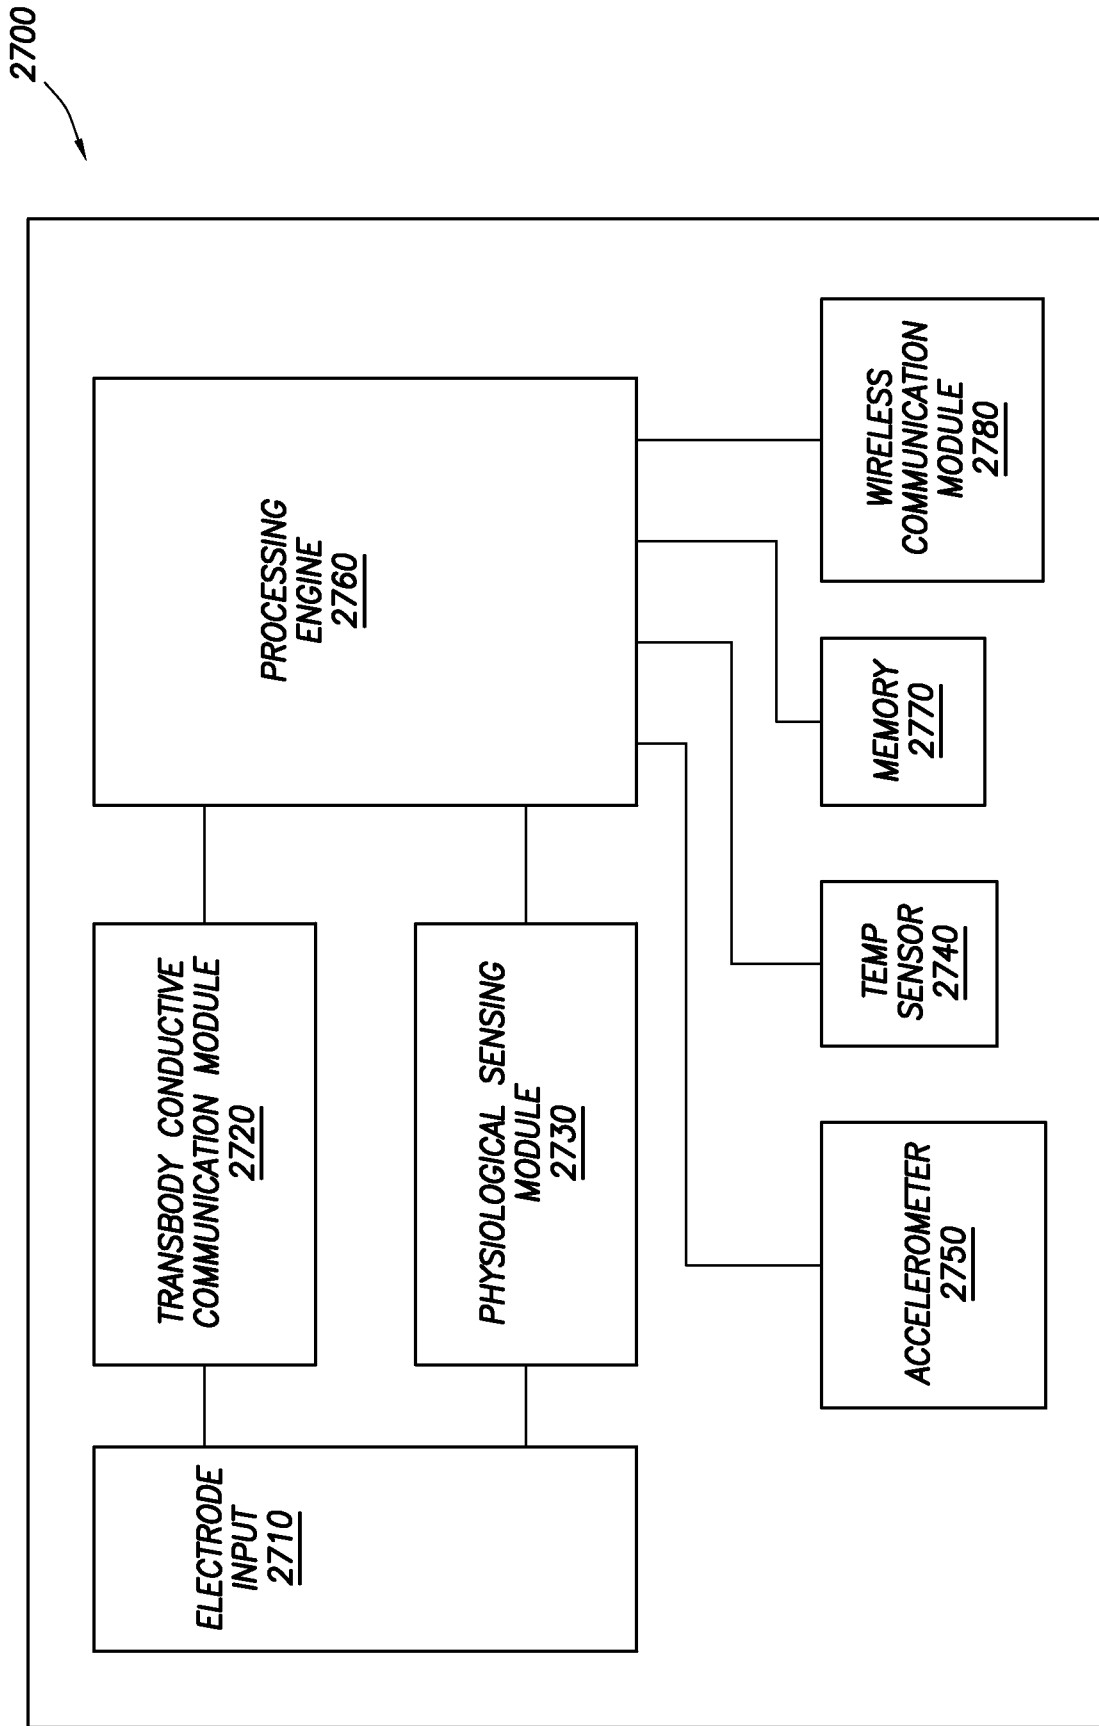 2700
ELECTRODE
INPUT
2710
TRANSBODY CONDUCTIVE
COMMUNICATION MODULE
2720
PHYSIOLOGICAL SENSING
MODULE
2730
PROCESSING
ENGINE
2760
ACCELEROMETER
2750
TEMP
SENSOR
2740
MEMORY
2770
WIRELESS
COMMUNICATION
MODULE
2780